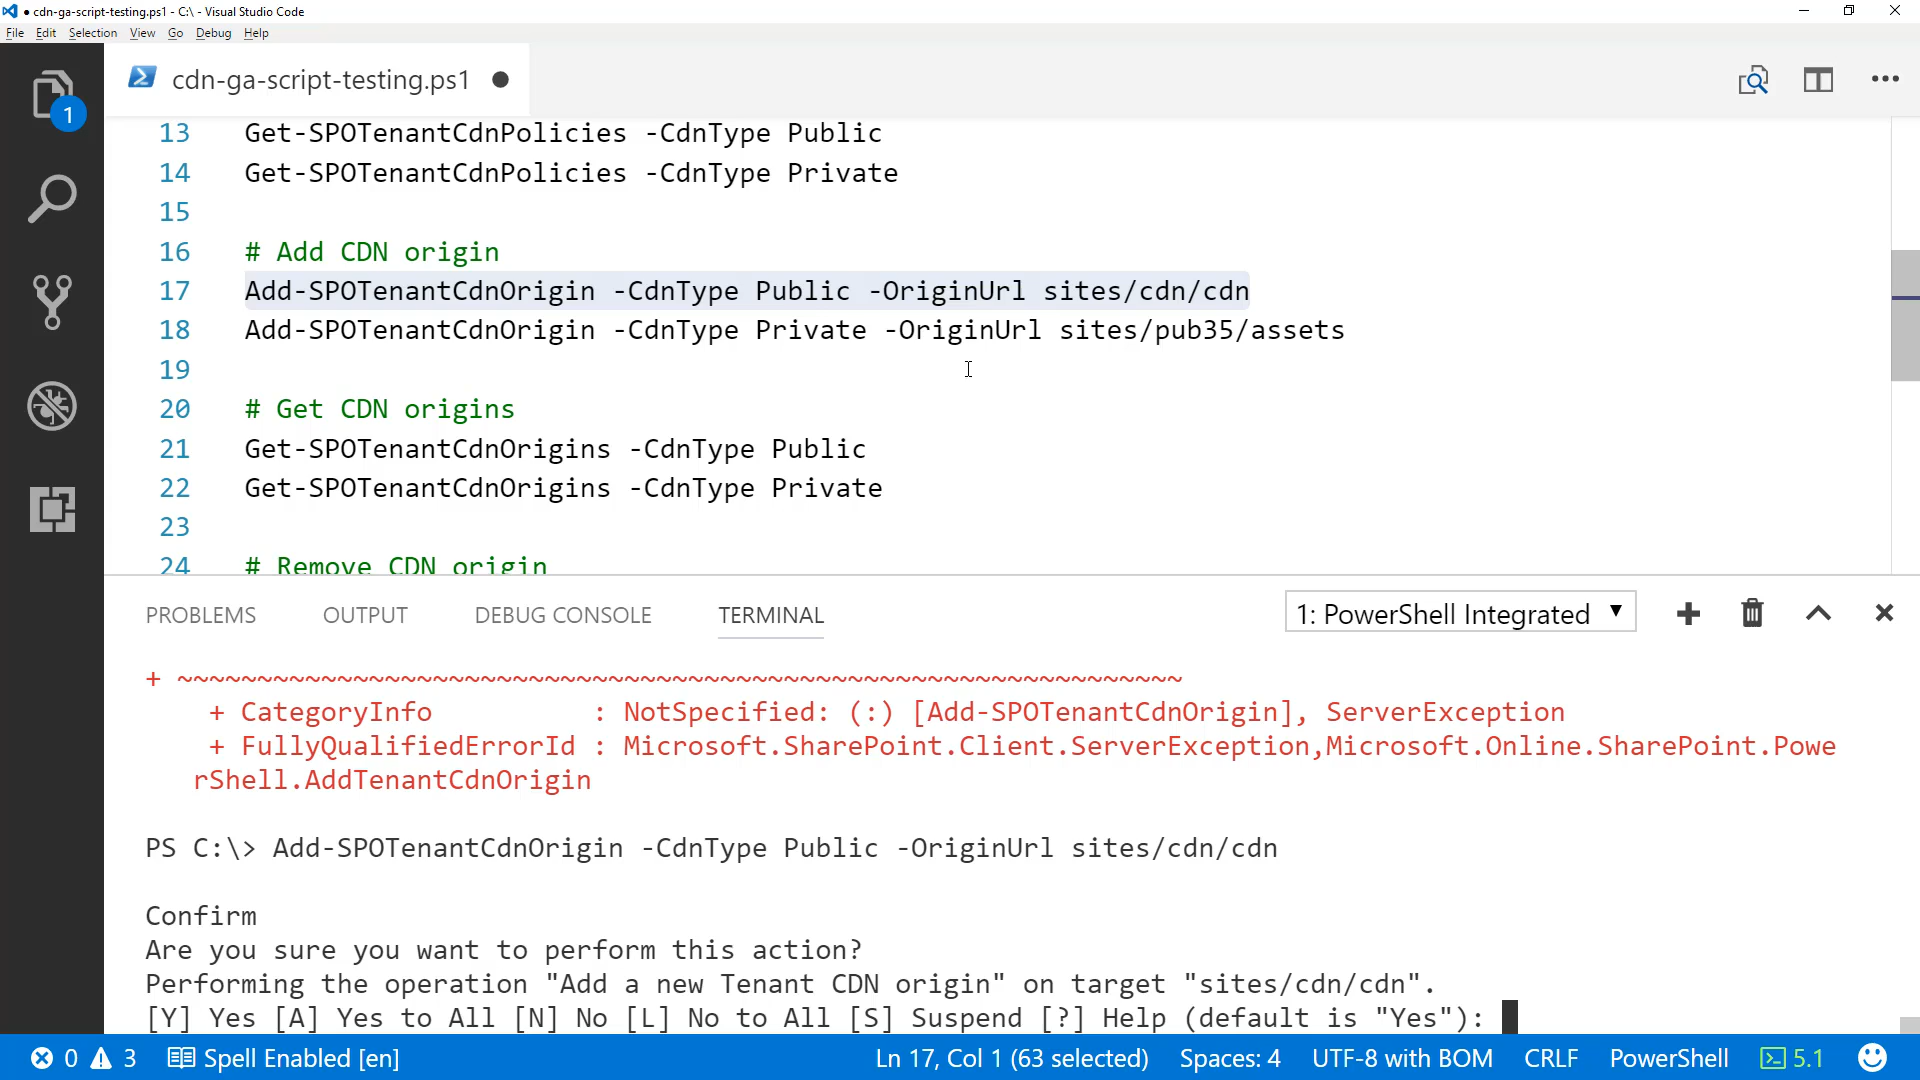 cdn-ga-script-testing.ps1 - C:\ - Visual Studio Code
File Edit Selection View Go Debug Help
1
cdn-ga-script-testing.ps1
13 Get-SPOTenantCdnPolicies -CdnType Public
14 Get-SPOTenantCdnPolicies -CdnType Private
15
16 # Add CDN origin
17 Add-SPOTenantCdnOrigin -CdnType Public -OriginUrl sites/cdn/cdn
18 Add-SPOTenantCdnOrigin -CdnType Private -OriginUrl sites/pub35/assets
19
20 # Get CDN origins
21 Get-SPOTenantCdnOrigins -CdnType Public
22 Get-SPOTenantCdnOrigins -CdnType Private
23
24 # Remove CDN origin
PROBLEMS OUTPUT DEBUG CONSOLE TERMINAL 1: PowerShell Integrated
+ ~~~~~~~~~~~~~~~~~~~~~~~~~~~~~~~~~~~~~~~~~~~~~~~~~~~~~~~~~~~~~~~
+ CategoryInfo : NotSpecified: (:) [Add-SPOTenantCdnOrigin], ServerException
+ FullyQualifiedErrorId : Microsoft.SharePoint.Client.ServerException,Microsoft.Online.SharePoint.Powe
rShell.AddTenantCdnOrigin
PS C:\> Add-SPOTenantCdnOrigin -CdnType Public -OriginUrl sites/cdn/cdn
Confirm
Are you sure you want to perform this action?
Performing the operation "Add a new Tenant CDN origin" on target "sites/cdn/cdn".
[Y] Yes [A] Yes to All [N] No [L] No to All [S] Suspend [?] Help (default is "Yes"):
0 3 Spell Enabled [en] Ln 17, Col 1 (63 selected) Spaces: 4 UTF-8 with BOM CRLF PowerShell 5.1